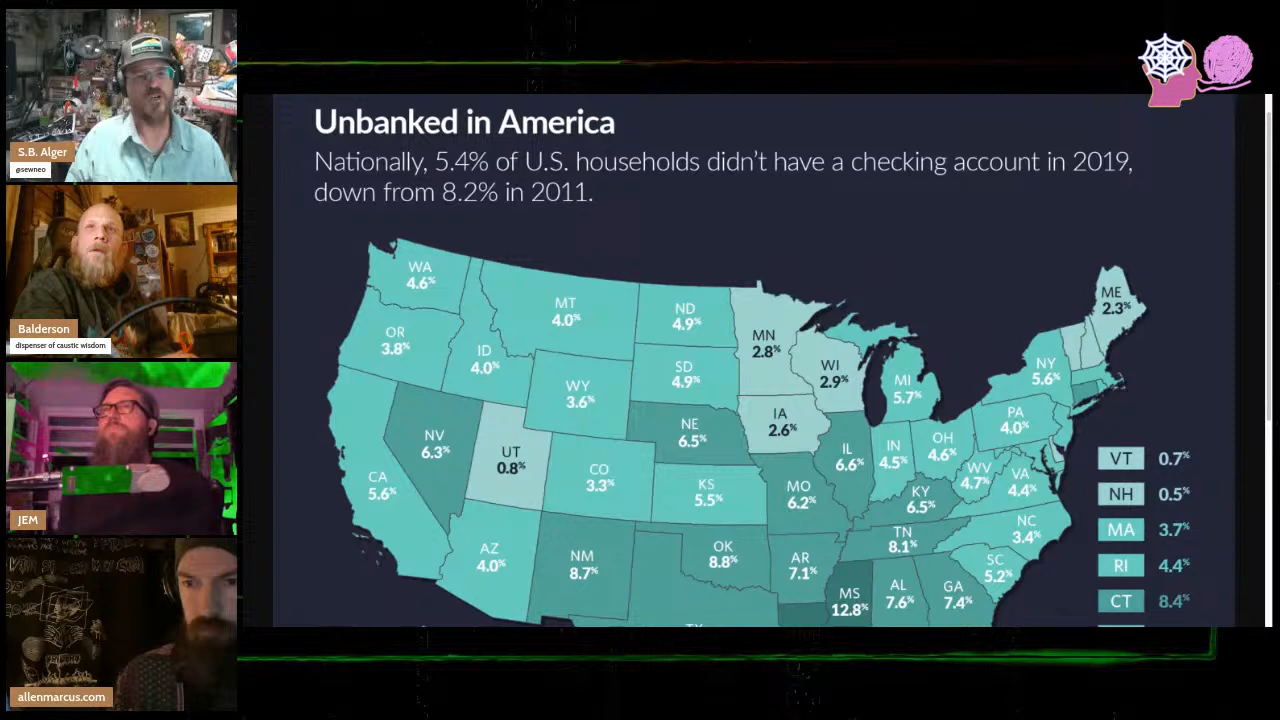 S.B. Alger
@sewneo
Balderson
dispenser of caustic wisdom
JEM
allenmarcus.com
Unbanked in America
Nationally, 5.4% of U.S. households didn't have a checking account in 2019,
down from 8.2% in 2011.
WA
4.6%
OR
3.8%
CA
5.6%
NV
6.3%
ID
4.0%
MT
4.0%
WY
3.6%
UT
0.8%
AZ
4.0%
CO
3.3%
NM
8.7%
ND
4.9%
SD
4.9%
NE
6.5%
KS
5.5%
OK
8.8%
MN
2.8%
IA
2.6%
MO
6.2%
AR
7.1%
WI
2.9%
IL
6.6%
MS
12.8%
MI
5.7%
IN
4.5%
OH
4.6%
KY
6.5%
TN
8.1%
AL
7.6%
GA
7.4%
WV
4.7%
VA
4.4%
NC
3.4%
SC
5.2%
PA
4.0%
NY
5.6%
ME
2.3%
VT 0.7%
NH 0.5%
MA 3.7%
RI 4.4%
CT 8.4%